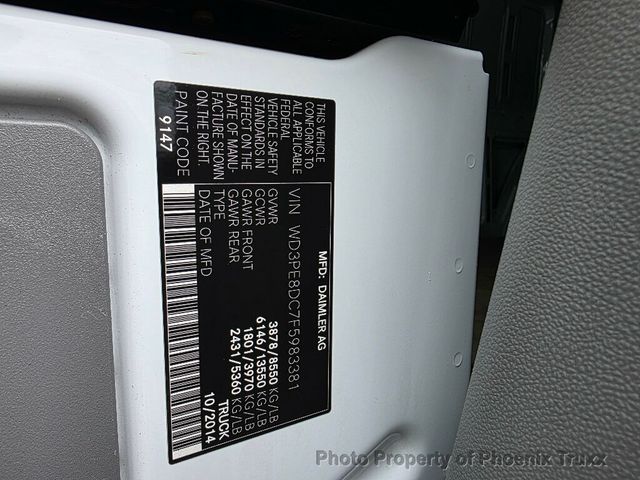 MFD: DAIMLER AG
VIN WD3PE8DC7F5983381
GVWR 3878/8550 KG/LB
GCWR 6146/13550 KG/LB
GAWR FRONT 1801/3970 KG/LB
GAWR REAR 2431/5360 KG/LB
TYPE TRUCK
DATE OF MANUF. 10/2014
THIS VEHICLE
CONFORMS TO
ALL APPLICABLE
FEDERAL
VEHICLE SAFETY
STANDARDS IN
EFFECT ON THE
DATE OF MANU-
FACTURE SHOWN
ON THE RIGHT.
PAINT CODE
9147
Photo Property of Phoenix Truxx